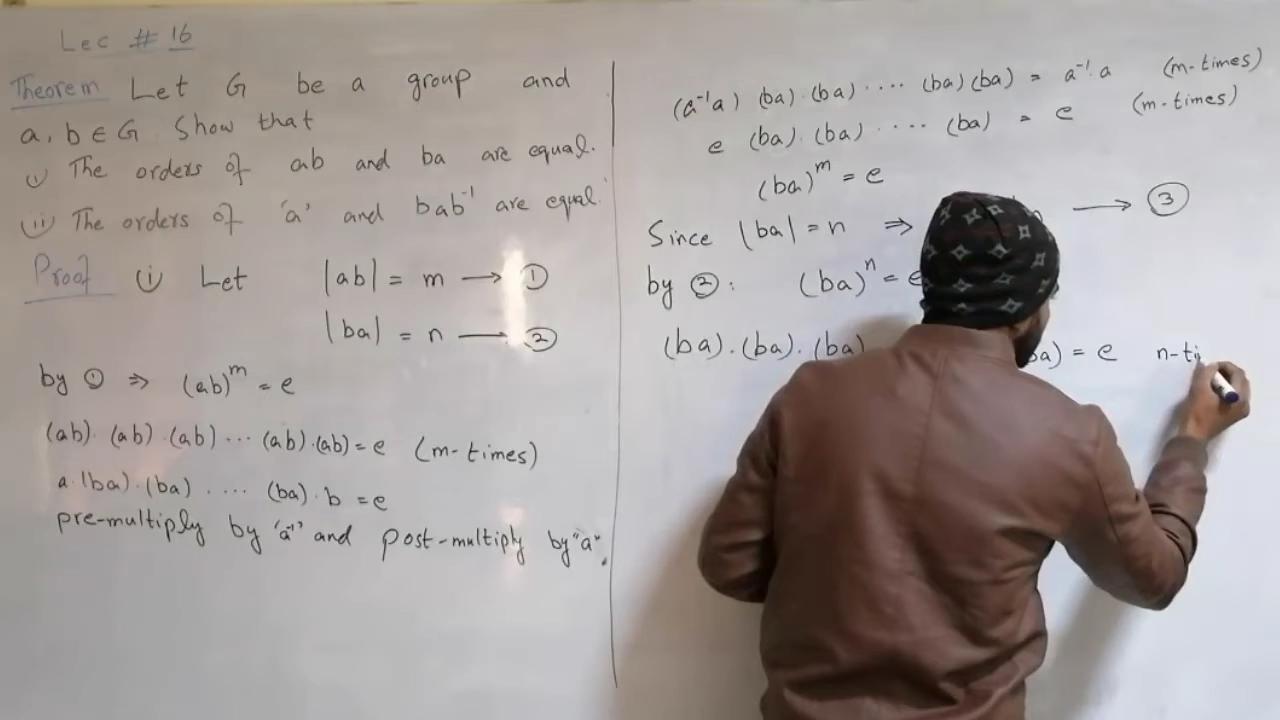 Lec # 16
Theorem Let G be a group and
a, b ∈ G. Show that
(i) The orders of ab and ba are equal.
(ii) The orders of 'a' and bab⁻¹ are equal.
Proof (i) Let |ab| = m → ①
|ba| = n → ②
by ① ⇒ (ab)ᵐ = e
(ab). (ab). (ab) ... (ab).(ab) = e (m-times)
a.(ba).(ba) .... (ba).b = e
pre-multiply by 'a⁻¹' and post-multiply by "a".
(a⁻¹a) (ba).(ba) .... (ba)(ba) = a⁻¹.a (m-times)
e (ba).(ba) .... (ba) = e (m-times)
(ba)ᵐ = e
Since |ba| = n ⇒ → ③
by ②: (ba)ⁿ = e
(ba).(ba).(ba) = e n-ti